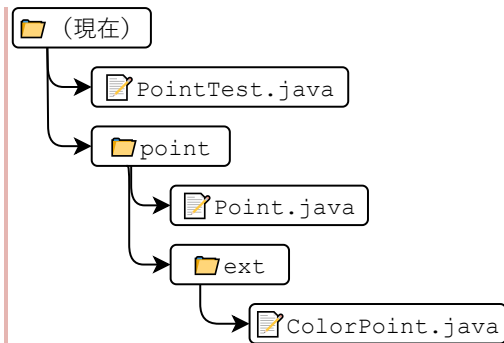 （現在）
PointTest.java
point
Point.java
ext
ColorPoint.java